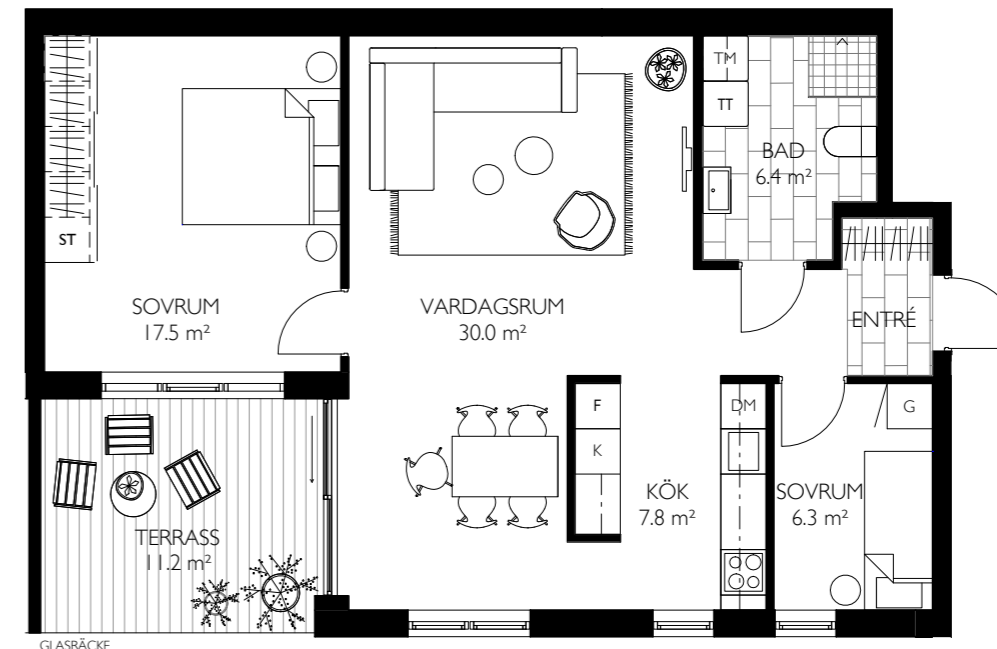 TM
TT
BAD
6.4 m²
ST
SOVRUM
17.5 m²
VARDAGSRUM
30.0 m²
ENTRÉ
F
K
DM
G
KÖK
7.8 m²
SOVRUM
6.3 m²
TERRASS
11.2 m²
GLASRÄCKE